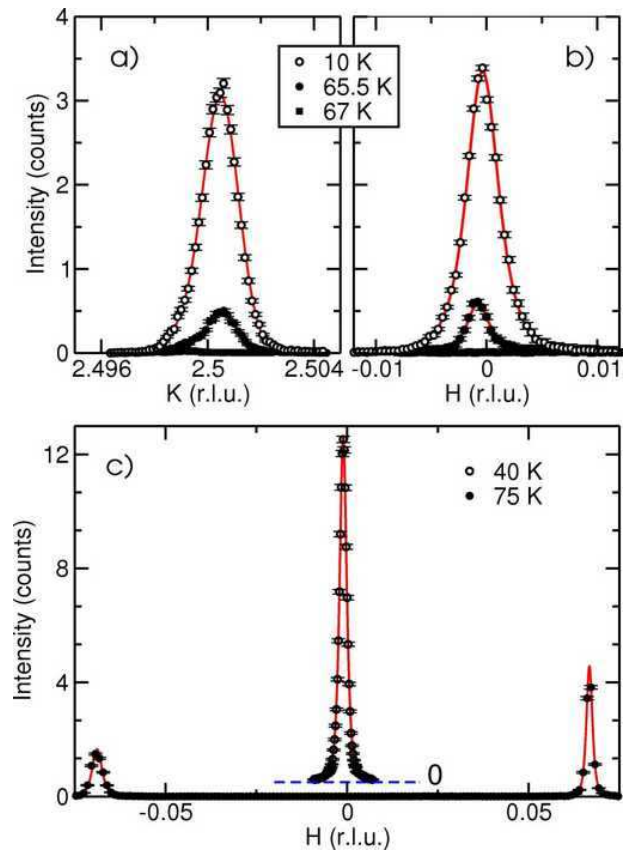 a)
b)
10 K
65.5 K
67 K
Intensity (counts)
4
3
2
1
0
2.496
2.5
2.504
-0.01
0
0.01
K (r.l.u.)
H (r.l.u.)
c)
40 K
75 K
Intensity (counts)
12
8
4
0
0
-0.05
0
0.05
H (r.l.u.)